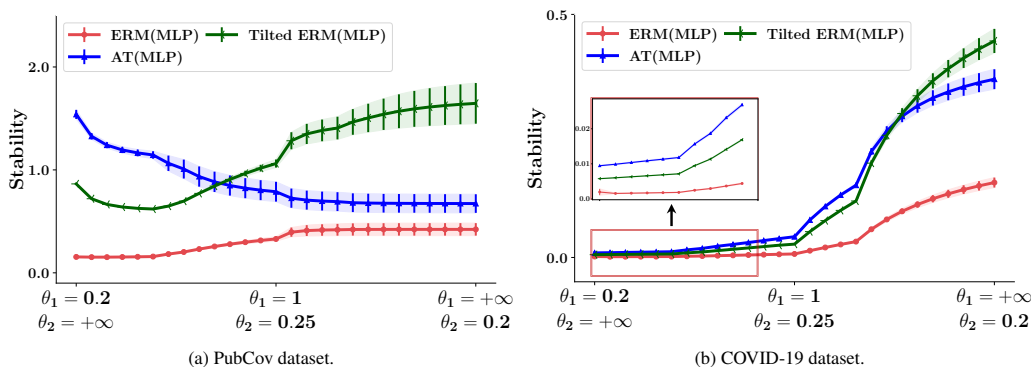 ERM(MLP) Tilted ERM(MLP)
AT(MLP)
Stability
2.0
1.0
0.0
θ₁ = 0.2 θ₁ = 1 θ₁ = +∞
θ₂ = +∞ θ₂ = 0.25 θ₂ = 0.2
(a) PubCov dataset.
0.5
ERM(MLP) Tilted ERM(MLP)
AT(MLP)
Stability
0.02
0.01
0.0
0.0
θ₁ = 0.2 θ₁ = 1 θ₁ = +∞
θ₂ = +∞ θ₂ = 0.25 θ₂ = 0.2
(b) COVID-19 dataset.